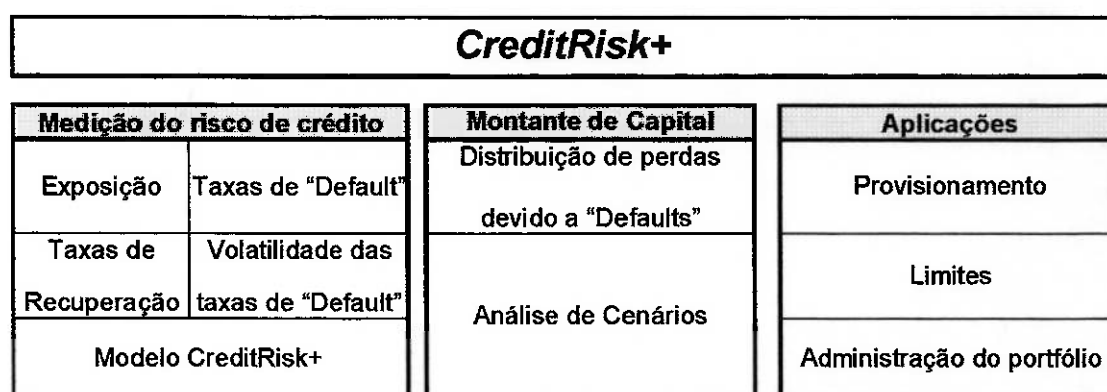 CreditRisk+
Medição do risco de crédito
Exposição
Taxas de “Default”
Taxas de
Recuperação
Volatilidade das
taxas de “Default”
Modelo CreditRisk+
Montante de Capital
Distribuição de perdas
devido a “Defaults”
Análise de Cenários
Aplicações
Provisionamento
Limites
Administração do portfólio